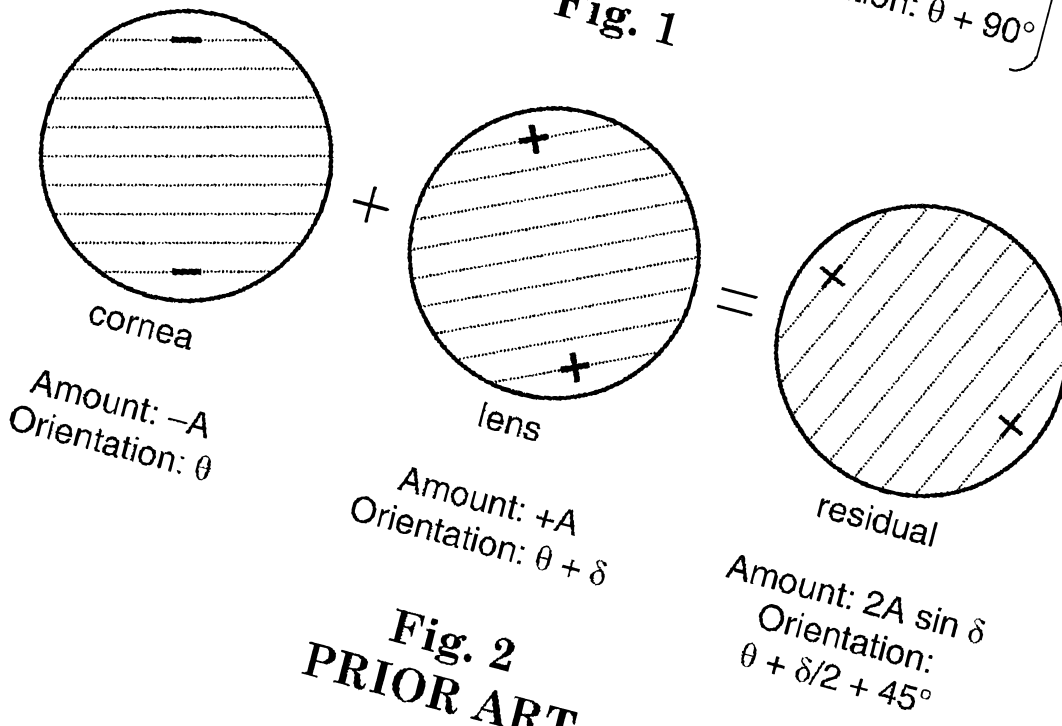 θ + 90°
Fig. 1
+
=
cornea
Amount: –A
Orientation: θ
lens
Amount: +A
Orientation: θ + δ
residual
Amount: 2A sin δ
Orientation:
θ + δ/2 + 45°
Fig. 2
PRIOR ART